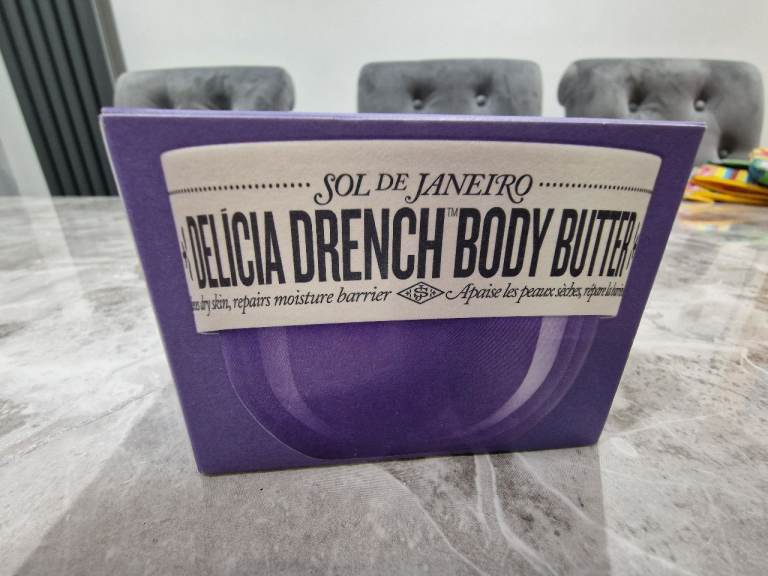 SOL DE JANEIRO
DELÍCIA DRENCH™ BODY BUTTER
dry skin, repairs moisture barrier Apaise les peaux sèches, répare la